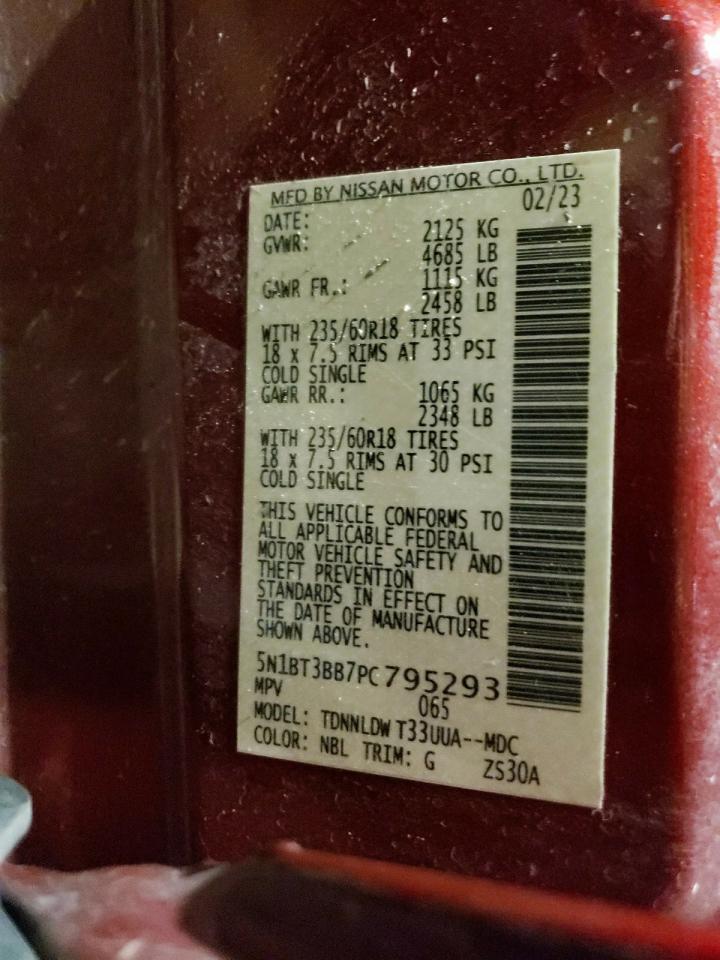 MFD BY NISSAN MOTOR CO., LTD.
DATE: 02/23
GVWR: 2125 KG
4685 LB
GAWR FR.: 1115 KG
2458 LB
WITH 235/60R18 TIRES
18 x 7.5 RIMS AT 33 PSI
COLD SINGLE
GAWR RR.: 1065 KG
2348 LB
WITH 235/60R18 TIRES
18 x 7.5 RIMS AT 30 PSI
COLD SINGLE
THIS VEHICLE CONFORMS TO
ALL APPLICABLE FEDERAL
MOTOR VEHICLE SAFETY AND
THEFT PREVENTION
STANDARDS IN EFFECT ON
THE DATE OF MANUFACTURE
SHOWN ABOVE.
5N1BT3BB7PC795293
MPV 065
MODEL: TDNNLDW T33UUA--MDC
COLOR: NBL TRIM: G ZS30A